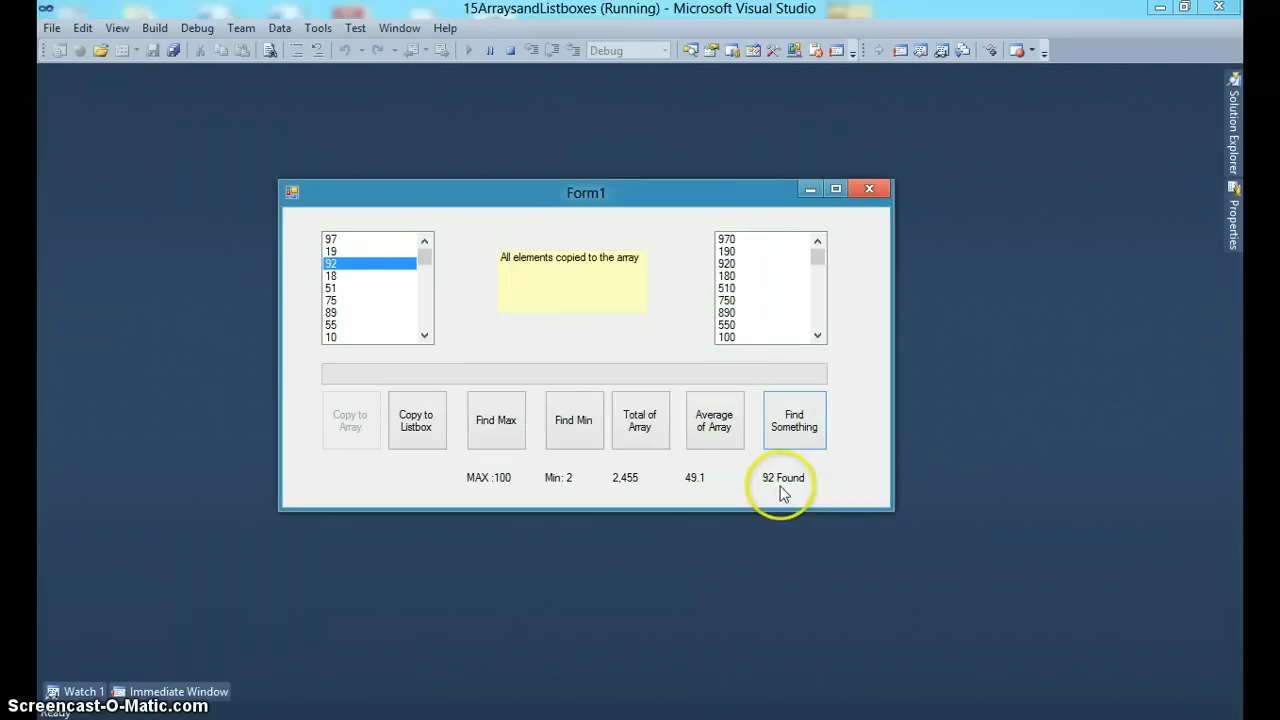 15ArraysandListboxes (Running) - Microsoft Visual Studio
File Edit View Build Debug Team Data Tools Test Window Help
Debug
Solution Explorer
Properties
Form1
97
19
92
18
51
75
89
55
10
All elements copied to the array
970
190
920
180
510
750
890
550
100
Copy to
Array
Copy to
Listbox
Find Max
Find Min
Total of
Array
Average
of Array
Find
Something
MAX :100
Min: 2
2,455
49.1
92 Found
Watch 1
Immediate Window
Ready
Screencast-O-Matic.com